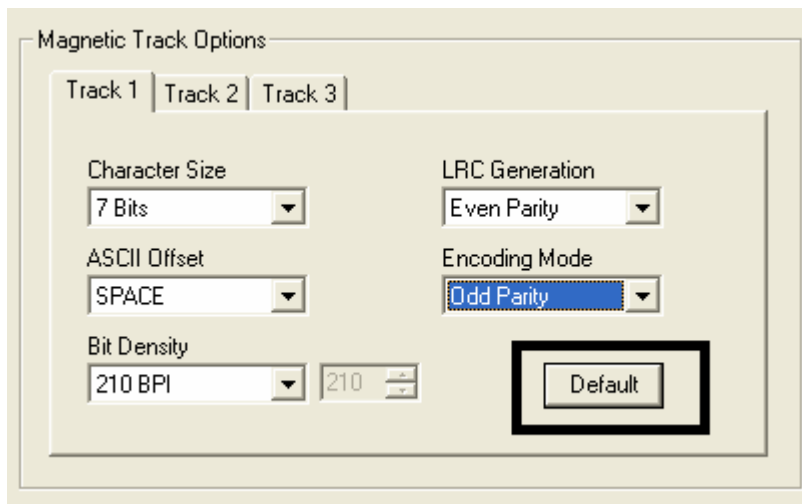 Magnetic Track Options
Track 1 Track 2 Track 3
Character Size LRC Generation
7 Bits Even Parity
ASCII Offset Encoding Mode
SPACE Odd Parity
Bit Density
210 BPI 210 Default